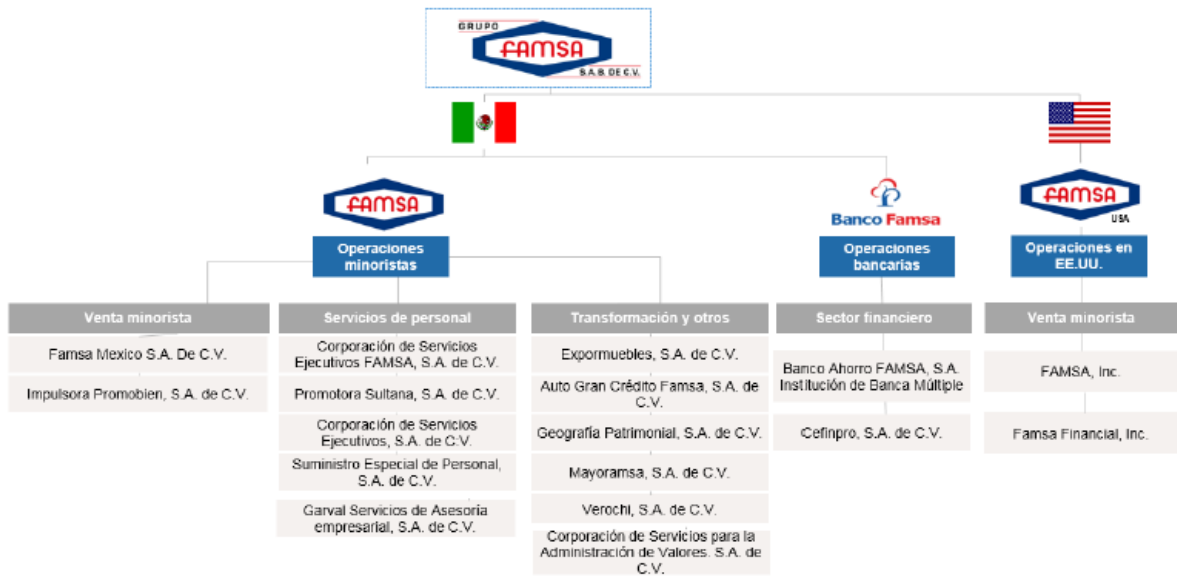 GRUPO
FAMSA
S.A.B. DE C.V.
FAMSA
Banco Famsa
FAMSA
USA
Operaciones
minoristas
Operaciones
bancarias
Operaciones en
EE.UU.
Venta minorista
Famsa Mexico S.A. De C.V.
Impulsora Promobien, S.A. de C.V.
Servicios de personal
Corporación de Servicios
Ejecutivos FAMSA, S.A. de C.V.
Promotora Sultana, S.A. de C.V.
Corporación de Servicios
Ejecutivos, S.A. de C.V.
Suministro Especial de Personal,
S.A. de C.V.
Garval Servicios de Asesoría
empresarial, S.A. de C.V.
Transformación y otros
Expormuebles, S.A. de C.V.
Auto Gran Crédito Famsa, S.A. de
C.V.
Geografía Patrimonial, S.A. de C.V.
Mayoramsa, S.A. de C.V.
Verochi, S.A. de C.V.
Corporación de Servicios para la
Administración de Valores. S.A. de
C.V.
Sector financiero
Banco Ahorro FAMSA, S.A.
Institución de Banca Múltiple
Cefinpro, S.A. de C.V.
Venta minorista
FAMSA, Inc.
Famsa Financial, Inc.